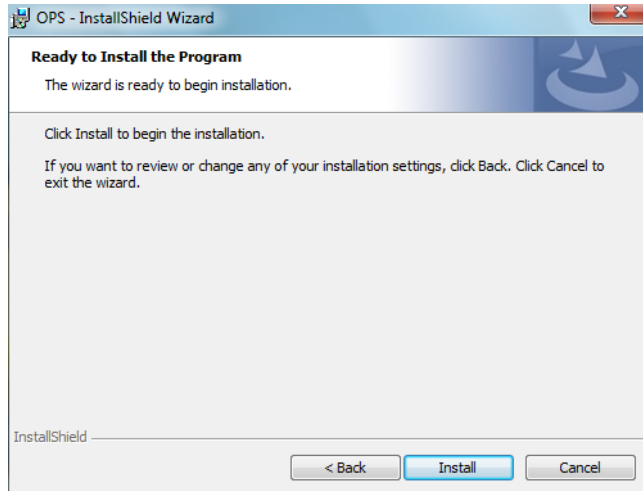 OPS - InstallShield Wizard
Ready to Install the Program
The wizard is ready to begin installation.
Click Install to begin the installation.
If you want to review or change any of your installation settings, click Back. Click Cancel to
exit the wizard.
InstallShield
< Back Install Cancel